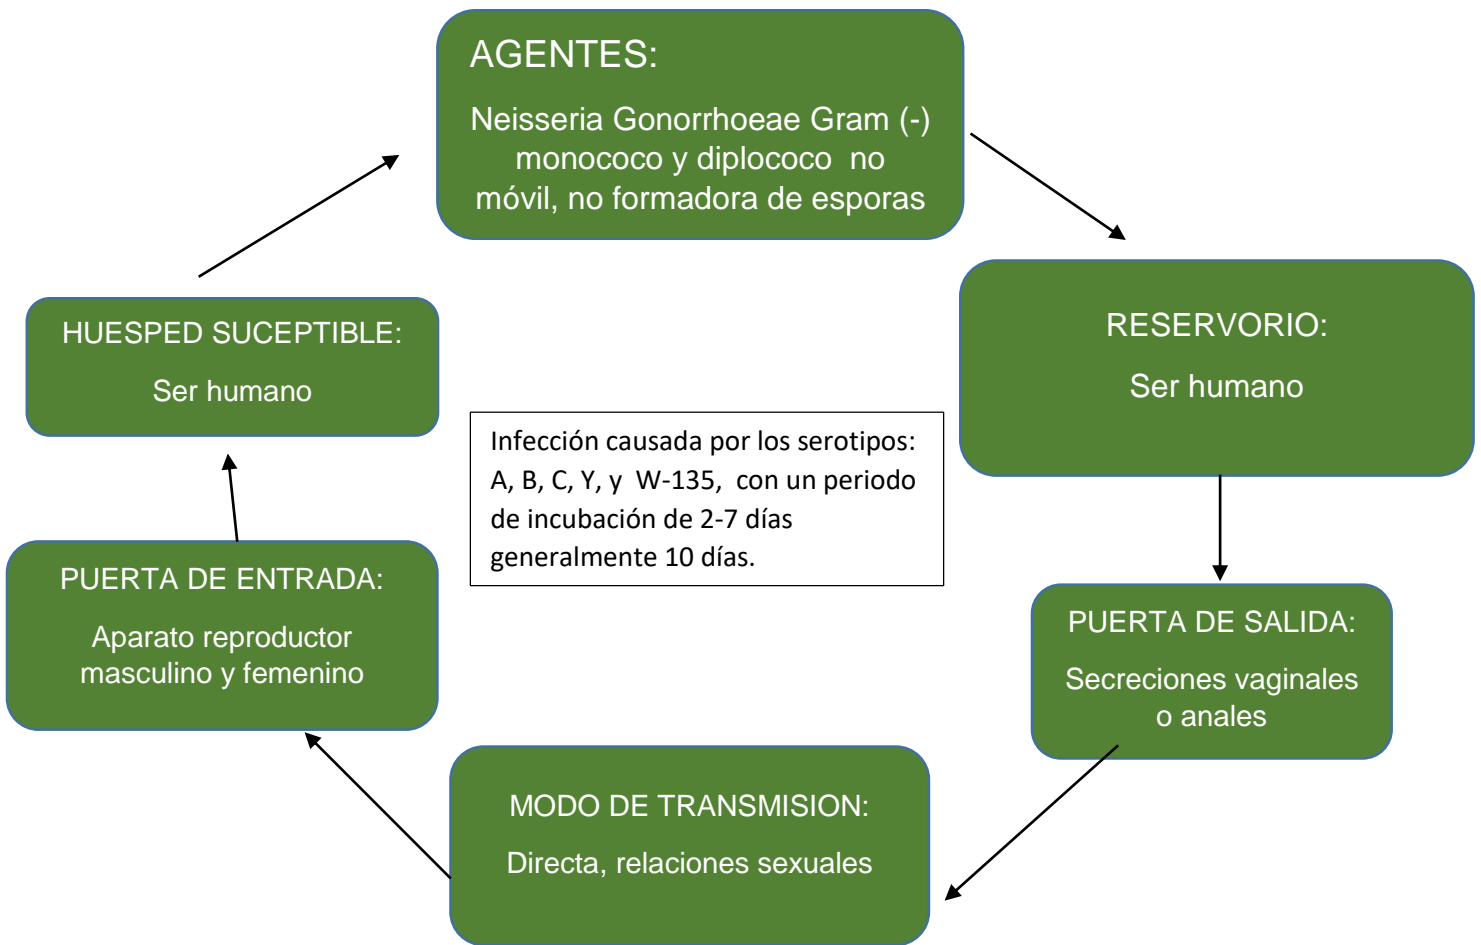 AGENTES:
Neisseria Gonorrhoeae Gram (-)
monococo y diplococo no
móvil, no formadora de esporas
RESERVORIO:
Ser humano
PUERTA DE SALIDA:
Secreciones vaginales
o anales
MODO DE TRANSMISION:
Directa, relaciones sexuales
PUERTA DE ENTRADA:
Aparato reproductor
masculino y femenino
HUESPED SUCEPTIBLE:
Ser humano
Infección causada por los serotipos:
A, B, C, Y, y W-135, con un periodo
de incubación de 2-7 días
generalmente 10 días.